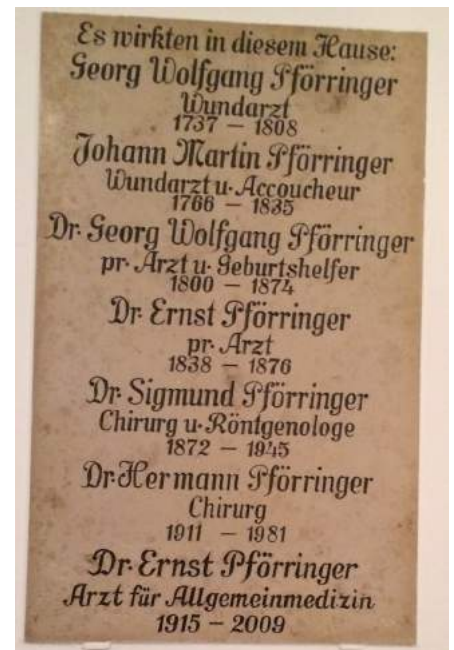 Es wirkten in diesem Hause:
Georg Wolfgang Pförringer
Wundarzt
1737 – 1808
Johann Martin Pförringer
Wundarzt u. Accoucheur
1766 – 1835
Dr. Georg Wolfgang Pförringer
pr. Arzt u. Geburtshelfer
1800 – 1874
Dr. Ernst Pförringer
pr. Arzt
1838 – 1876
Dr. Sigmund Pförringer
Chirurg u. Röntgenologe
1872 – 1945
Dr. Hermann Pförringer
Chirurg
1911 – 1981
Dr. Ernst Pförringer
Arzt für Allgemeinmedizin
1915 – 2009